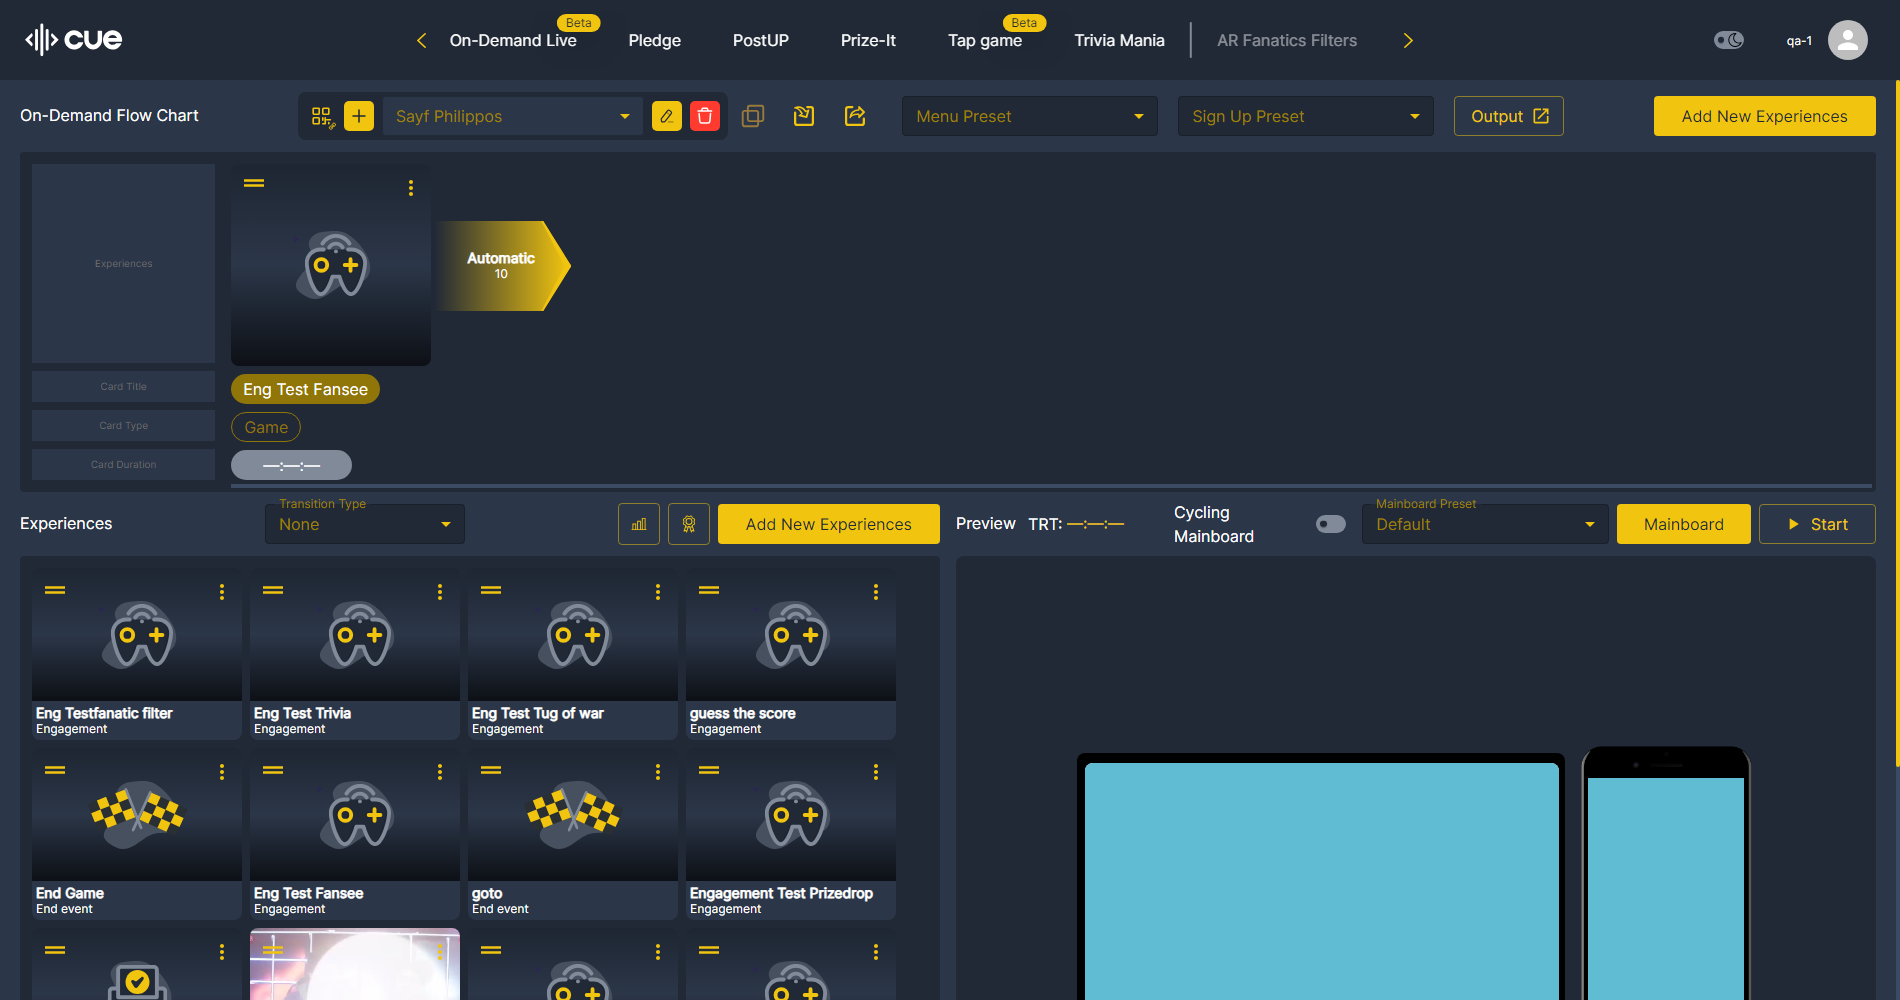 cue
On-Demand Live
Beta
Pledge
PostUP
Prize-It
Tap game
Beta
Trivia Mania
AR Fanatics Filters
qa-1
On-Demand Flow Chart
Sayf Philippos
Menu Preset
Sign Up Preset
Output
Add New Experiences
Experiences
Automatic
10
Card Title
Eng Test Fansee
Card Type
Game
Card Duration
—:—:—
Experiences
Transition Type
None
Add New Experiences
Preview
TRT: —:—:—
Cycling
Mainboard
Mainboard Preset
Default
Mainboard
Start
Eng Testfanatic filter
Engagement
Eng Test Trivia
Engagement
Eng Test Tug of war
Engagement
guess the score
Engagement
End Game
End event
Eng Test Fansee
Engagement
goto
End event
Engagement Test Prizedrop
Engagement